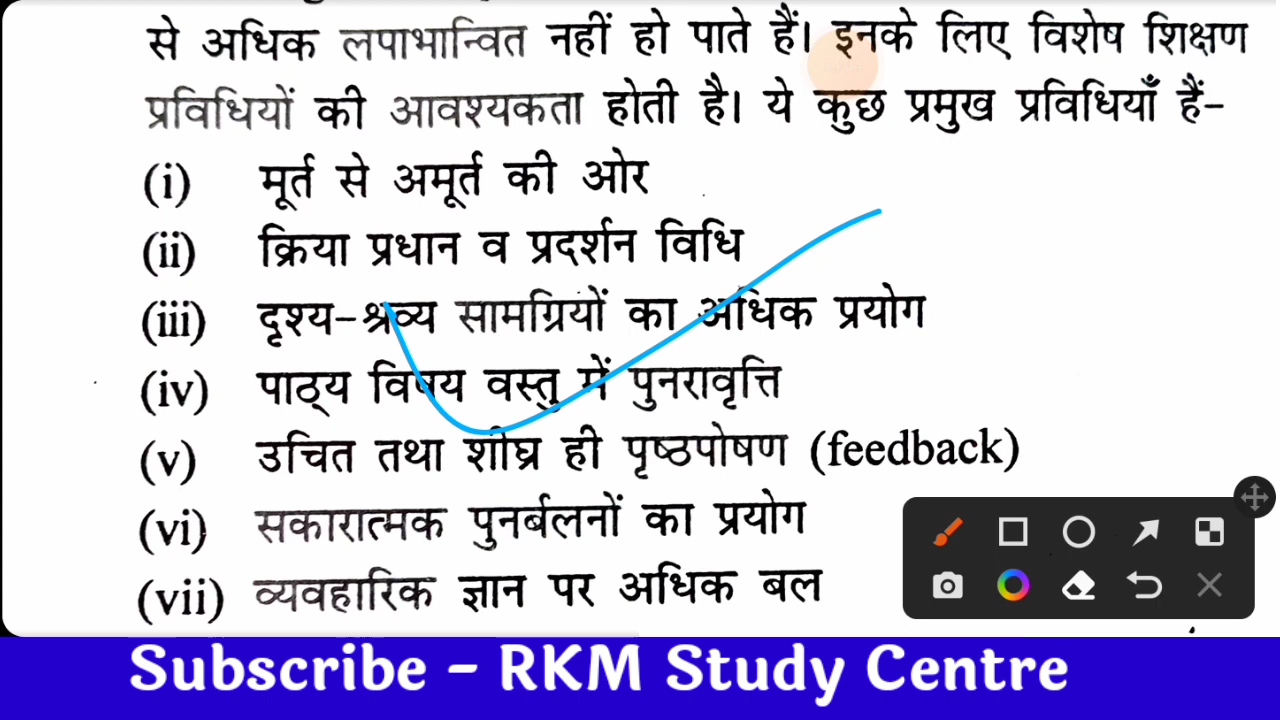 से अधिक लपाभान्वित नहीं हो पाते हैं। इनके लिए विशेष शिक्षण
प्रविधियों की आवश्यकता होती है। ये कुछ प्रमुख प्रविधियाँ हैं-
(i) मूर्त से अमूर्त की ओर
(ii) क्रिया प्रधान व प्रदर्शन विधि
(iii) दृश्य-श्रव्य सामग्रियों का अधिक प्रयोग
(iv) पाठ्य विषय वस्तु में पुनरावृत्ति
(v) उचित तथा शीघ्र ही पृष्ठपोषण (feedback)
(vi) सकारात्मक पुनर्बलनों का प्रयोग
(vii) व्यवहारिक ज्ञान पर अधिक बल
Subscribe - RKM Study Centre